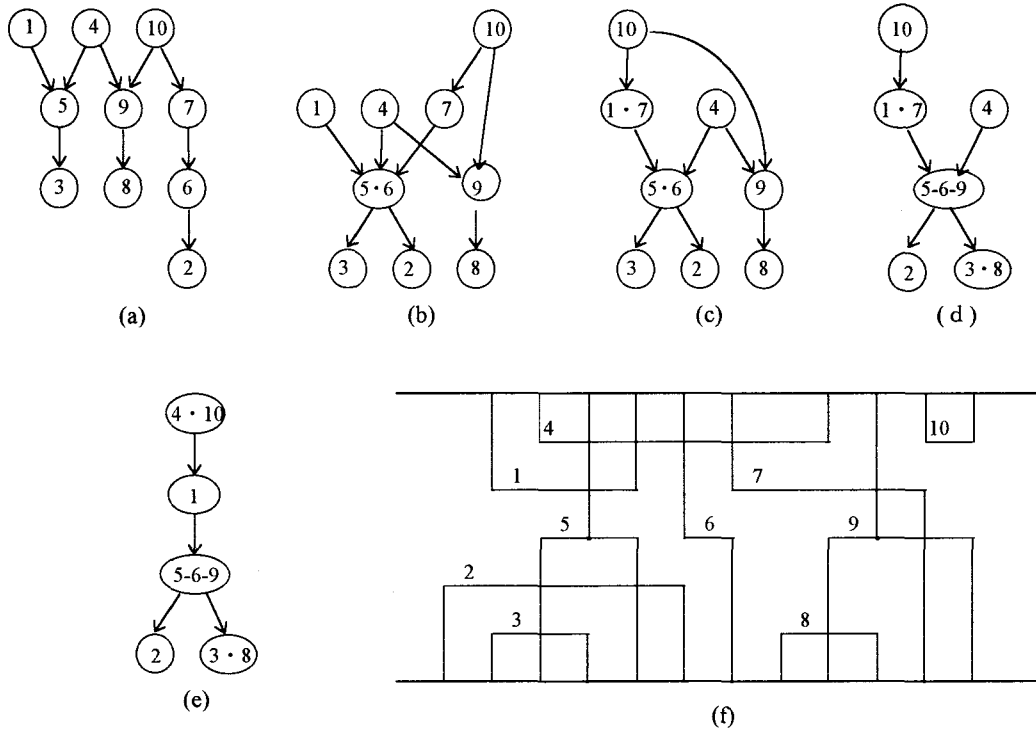 1 4 10
5 9 7
3 8 6
2
(a)
10
1 4 7
5 · 6 9
3 2 8
(b)
10
1 · 7 4
5 · 6 9
3 2 8
(c)
10
1 · 7 4
5-6-9
2 3 · 8
( d )
4 · 10
1
5-6-9
2 3 · 8
(e)
4 10
1 7
5 6 9
2
3 8
(f)